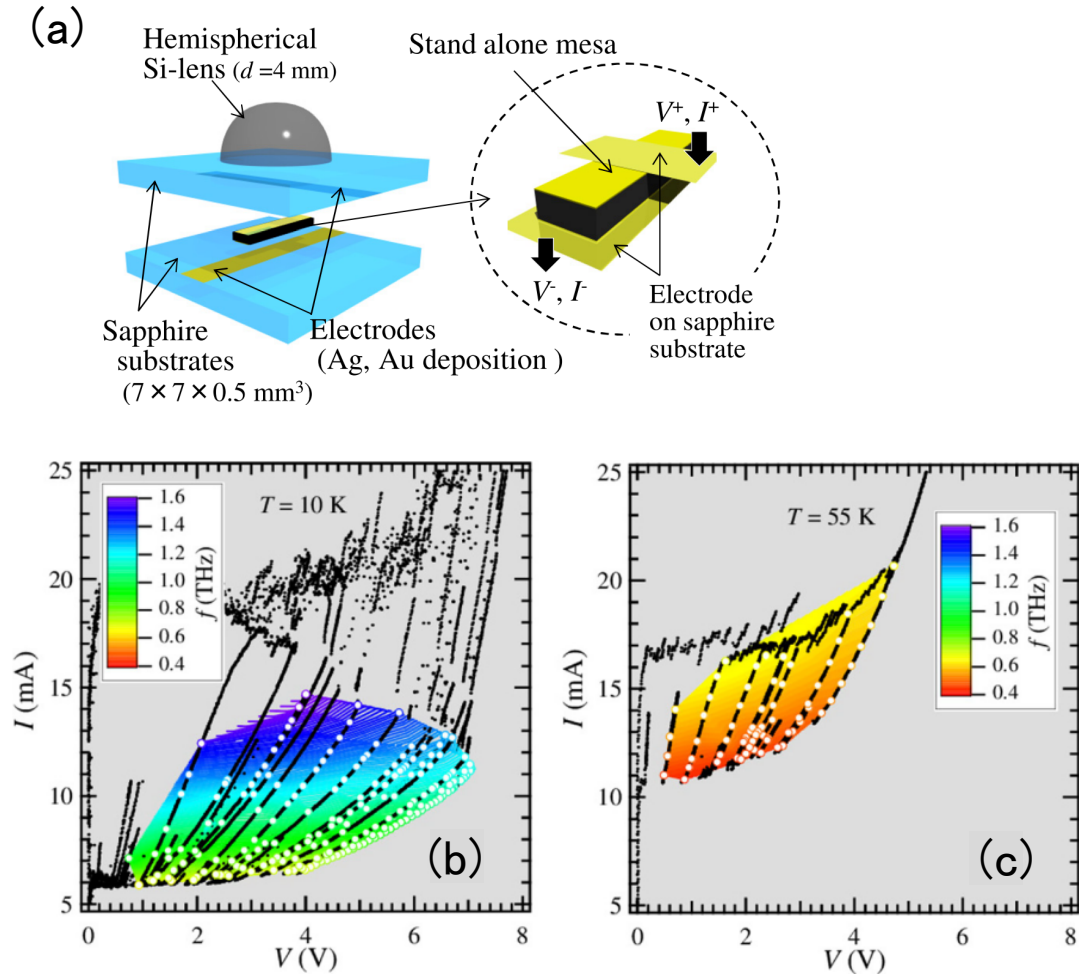 (a)
Hemispherical
Si-lens (d =4 mm)
Stand alone mesa
V⁺, I⁺
V⁻, I⁻
Sapphire
substrates
(7×7×0.5 mm³)
Electrodes
(Ag, Au deposition )
Electrode
on sapphire
substrate
25
20
15
10
5
I (mA)
1.6
1.4
1.2
1.0
0.8
0.6
0.4
f (THz)
T = 10 K
(b)
0 2 4 6 8
V (V)
25
20
15
10
5
I (mA)
T = 55 K
1.6
1.4
1.2
1.0
0.8
0.6
0.4
f (THz)
(c)
0 2 4 6 8
V (V)